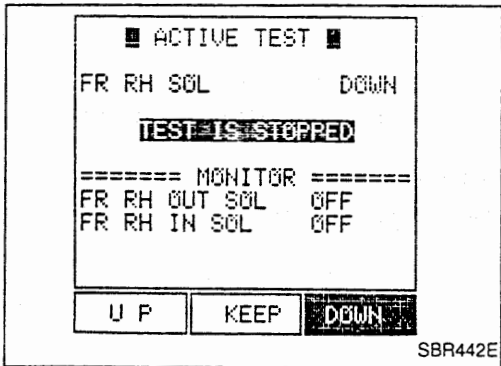 ACTIVE TEST
FR RH SOL DOWN
TEST IS STOPPED
======= MONITOR =======
FR RH OUT SOL OFF
FR RH IN SOL OFF
U P KEEP DOWN
SBR442E